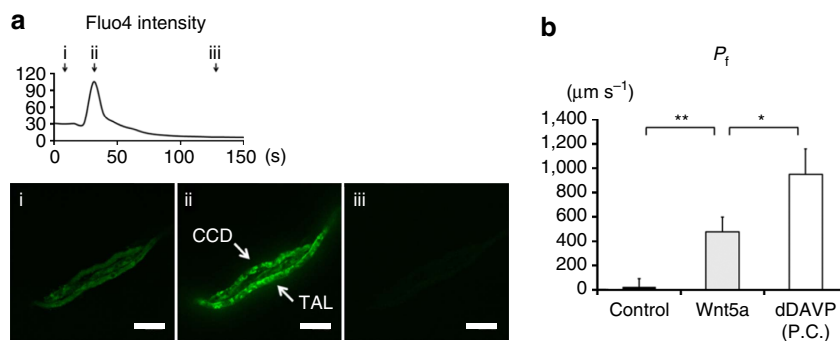 a
Fluo4 intensity
i ii iii
120
90
60
30
0
0 50 100 150 (s)
i ii iii
CCD
TAL
b
P_f
(μm s⁻¹)
** *
1,400
1,200
1,000
800
600
400
200
0
Control Wnt5a dDAVP
(P.C.)